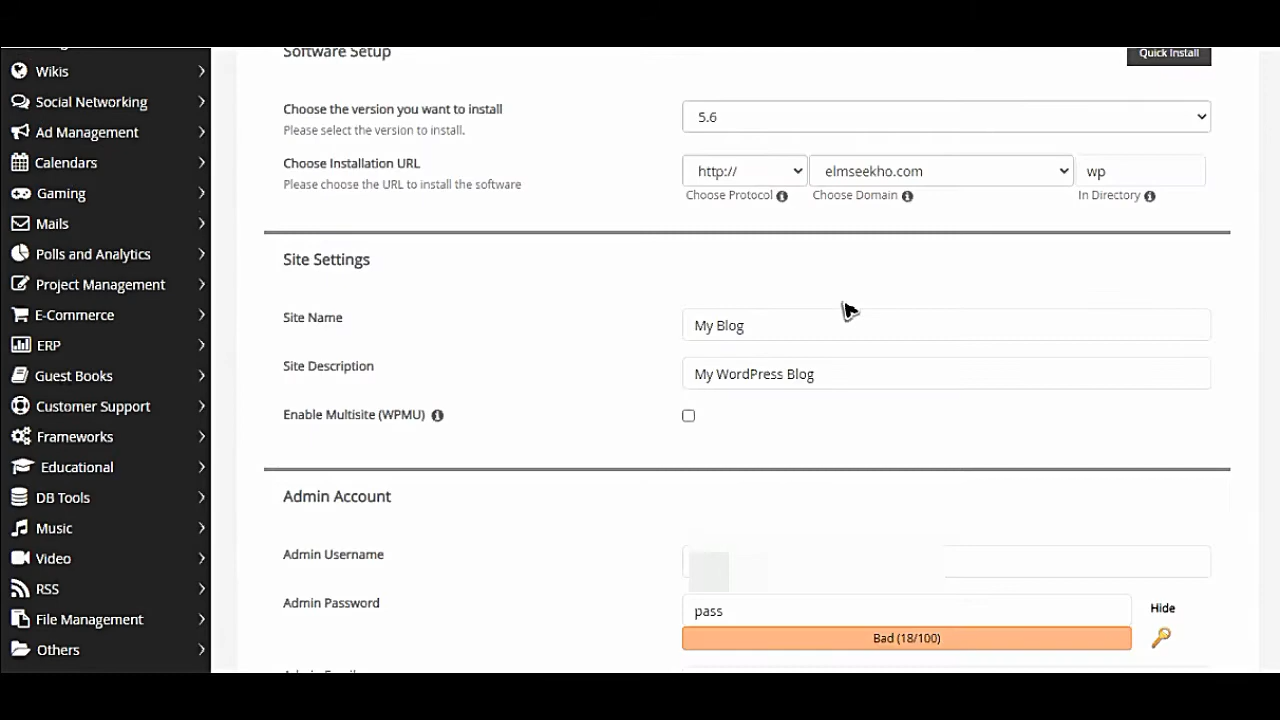 Software Setup
Quick Install
Wikis
Social Networking
Ad Management
Calendars
Gaming
Mails
Polls and Analytics
Project Management
E-Commerce
ERP
Guest Books
Customer Support
Frameworks
Educational
DB Tools
Music
Video
RSS
File Management
Others
Choose the version you want to install
Please select the version to install.
5.6
Choose Installation URL
Please choose the URL to install the software
http://
elmseekho.com
wp
Choose Protocol
Choose Domain
In Directory
Site Settings
Site Name
My Blog
Site Description
My WordPress Blog
Enable Multisite (WPMU)
Admin Account
Admin Username
Admin Password
pass
Hide
Bad (18/100)